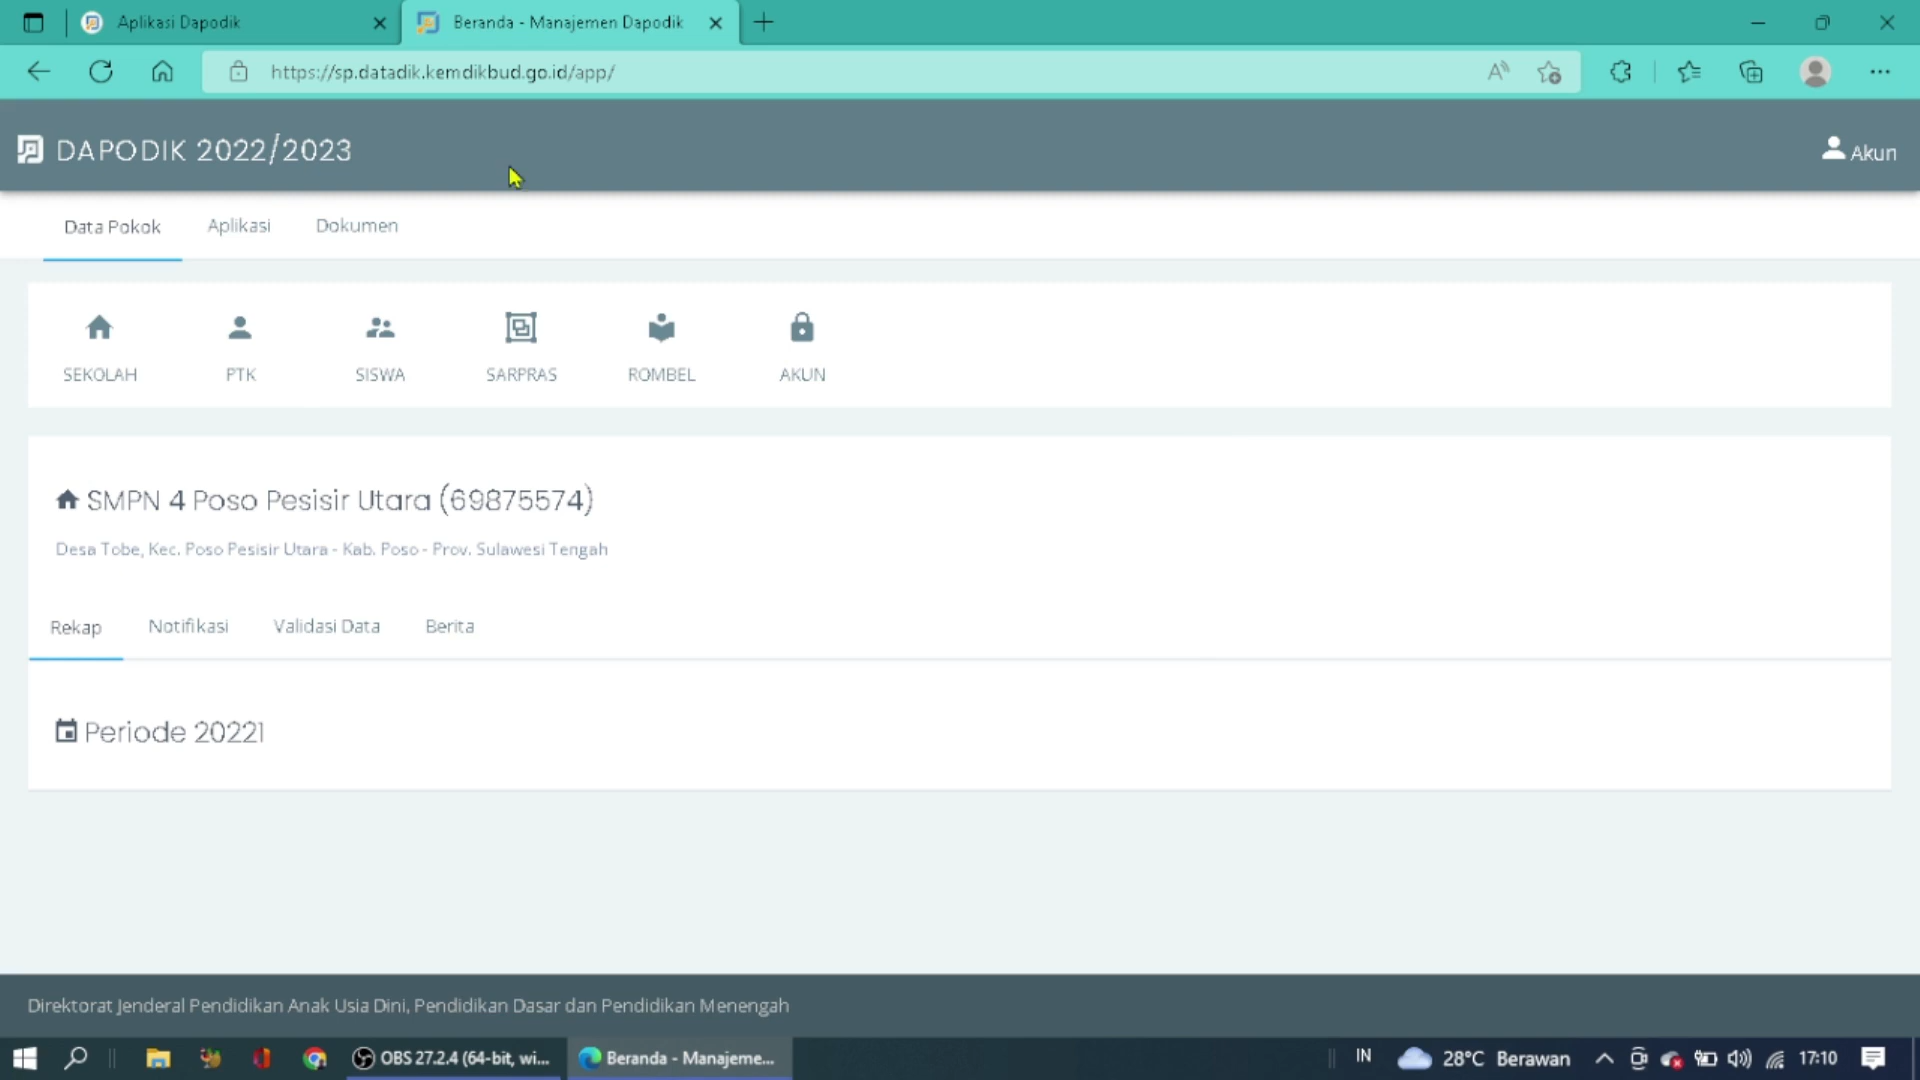 Aplikasi Dapodik
Beranda - Manajemen Dapodik
https://sp.datadik.kemdikbud.go.id/app/
DAPODIK 2022/2023
Akun
Data Pokok
Aplikasi
Dokumen
SEKOLAH
PTK
SISWA
SARPRAS
ROMBEL
AKUN
SMPN 4 Poso Pesisir Utara (69875574)
Desa Tobe, Kec. Poso Pesisir Utara - Kab. Poso - Prov. Sulawesi Tengah
Rekap
Notifikasi
Validasi Data
Berita
Periode 20221
Direktorat Jenderal Pendidikan Anak Usia Dini, Pendidikan Dasar dan Pendidikan Menengah
OBS 27.2.4 (64-bit, wi...
Beranda - Manajeme...
IN
28°C Berawan
17:10